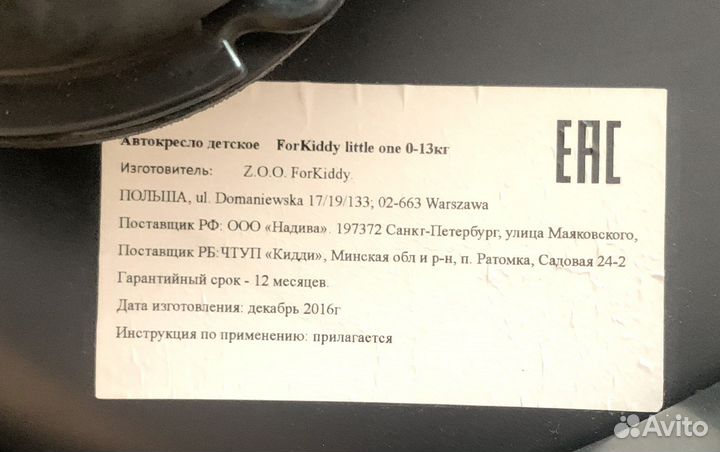 Автокресло детское ForKiddy little one 0-13кг
EAC
Изготовитель: Z.O.O. ForKiddy.
ПОЛЬША, ul. Domaniewska 17/19/133; 02-663 Warszawa
Поставщик РФ: ООО «Надива». 197372 Санкт-Петербург, улица Маяковского,
Поставщик РБ:ЧТУП «Кидди», Минская обл и р-н, п. Ратомка, Садовая 24-2
Гарантийный срок - 12 месяцев.
Дата изготовления: декабрь 2016г
Инструкция по применению: прилагается
Avito